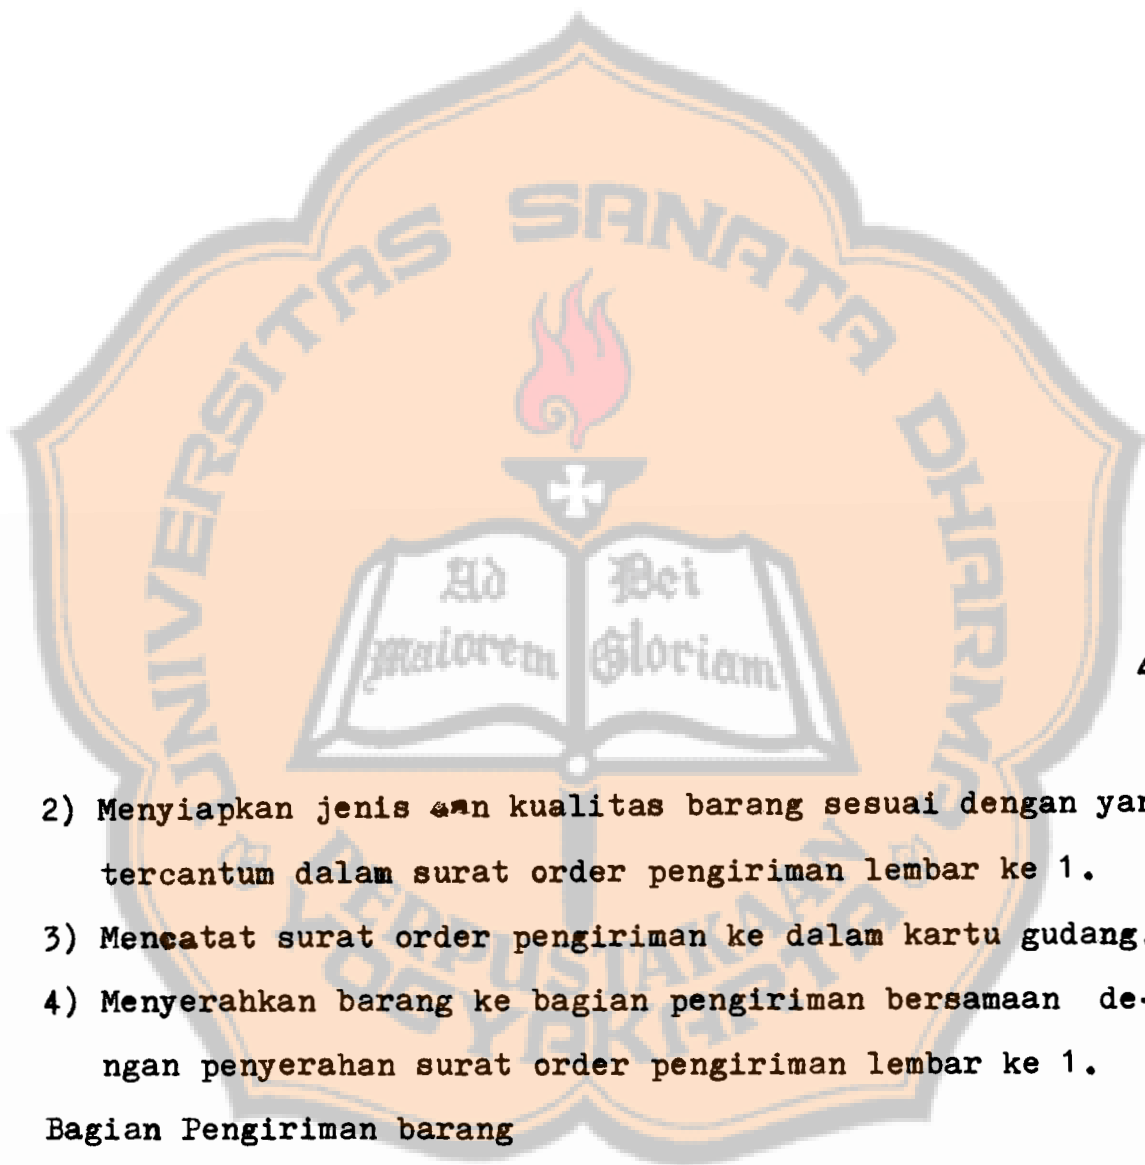 UNIVERSITAS SANATA DHARMA
Ad Dei
Maiorem Gloriam
4
2) Menyiapkan jenis dan kualitas barang sesuai dengan yan
tercantum dalam surat order pengiriman lembar ke 1.
3) Mencatat surat order pengiriman ke dalam kartu gudang.
4) Menyerahkan barang ke bagian pengiriman bersamaan de-
ngan penyerahan surat order pengiriman lembar ke 1.
Bagian Pengiriman barang
PERPUSTAKAAN
YOGYAKARTA